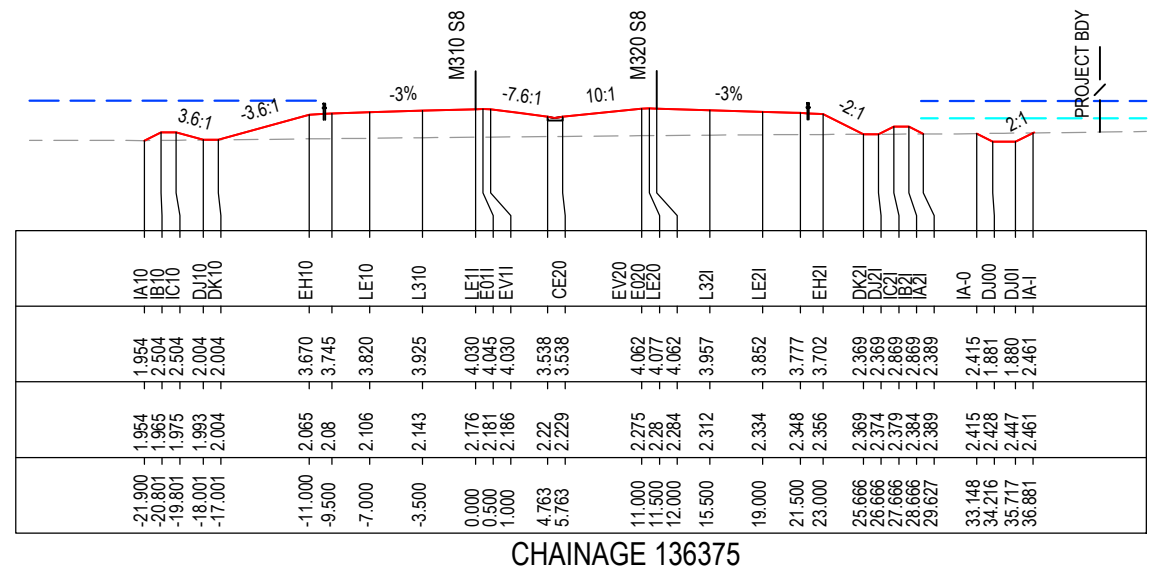 M310 S8
M320 S8
PROJECT BDY
3.6:1
-3.6:1
-3%
-7.6:1
10:1
-3%
-2:1
2:1
IA10 IB10 IC10 DJ10 DK10 EH10 LE10 L310 LE1I E01I EV1I CE20 EV20 E020 LE20 L32I LE2I EH2I DK2I DJ2I IC2I IB2I IA2I IA-0 DJ00 DJ0I IA-I
1.954 2.504 2.504 2.004 2.004 3.670 3.745 3.820 3.925 4.030 4.045 4.030 3.538 3.538 4.062 4.077 4.062 3.957 3.852 3.777 3.702 2.369 2.369 2.869 2.869 2.389 2.415 1.881 1.880 2.461
1.954 1.965 1.975 1.993 2.004 2.065 2.08 2.106 2.143 2.176 2.181 2.186 2.22 2.229 2.275 2.28 2.284 2.312 2.334 2.348 2.356 2.369 2.374 2.379 2.384 2.389 2.415 2.428 2.447 2.461
-21.900 -20.801 -19.801 -18.001 -17.001 -11.000 -9.500 -7.000 -3.500 0.000 0.500 1.000 4.763 5.763 11.000 11.500 12.000 15.500 19.000 21.500 23.000 25.666 26.666 27.666 28.666 29.627 33.148 34.216 35.717 36.881
CHAINAGE 136375